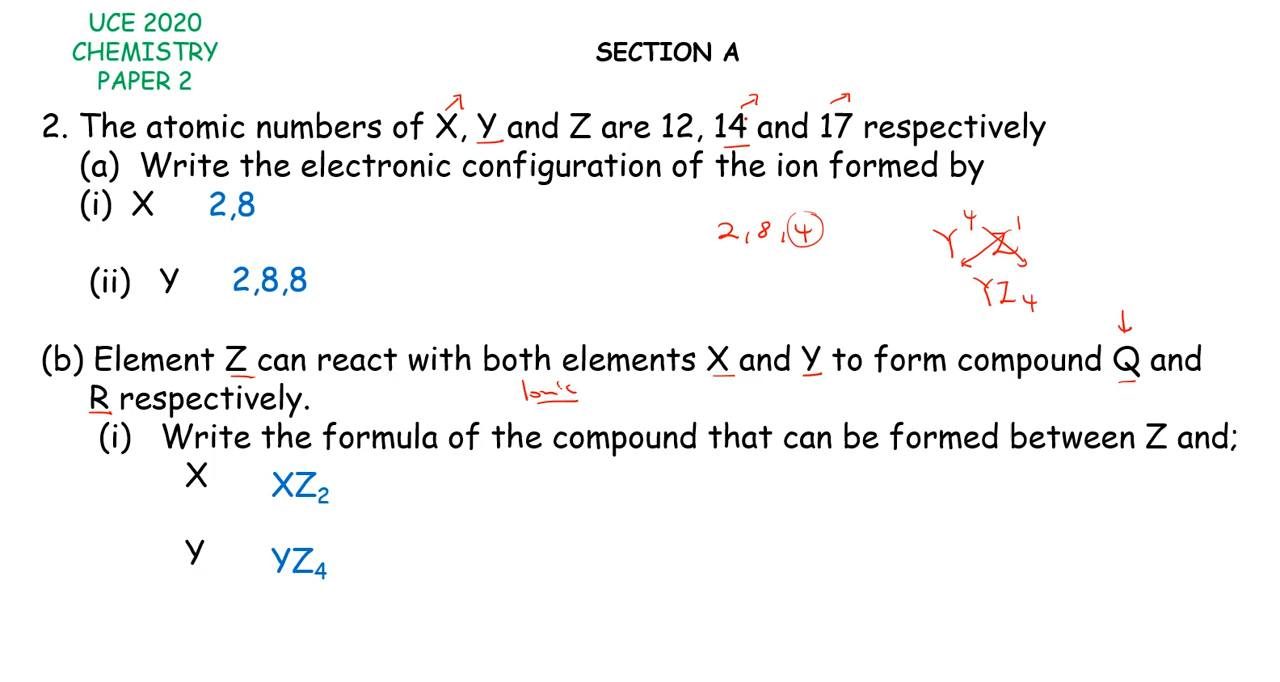 UCE 2020
CHEMISTRY
PAPER 2
SECTION A
2. The atomic numbers of X, Y and Z are 12, 14 and 17 respectively
(a) Write the electronic configuration of the ion formed by
(i) X 2,8
2,8,4
Y⁴ Z¹
YZ₄
(ii) Y 2,8,8
(b) Element Z can react with both elements X and Y to form compound Q and
R respectively.
Ionic
(i) Write the formula of the compound that can be formed between Z and;
X XZ₂
Y YZ₄